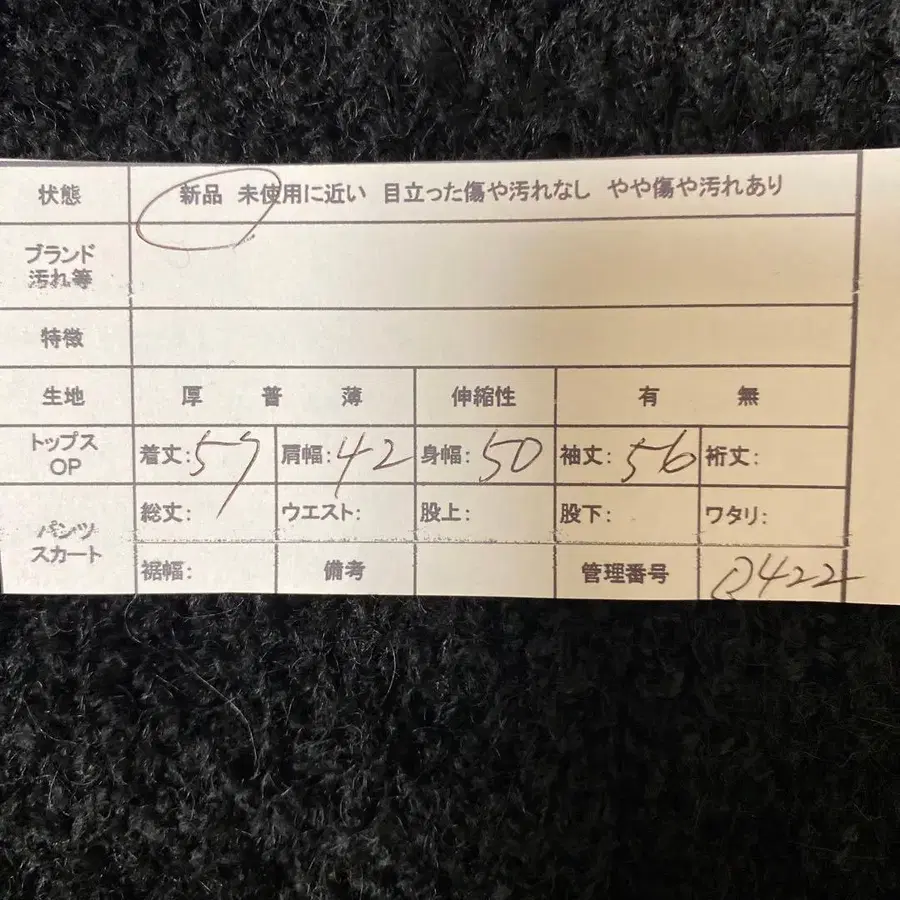 状態 新品 未使用に近い 目立った傷や汚れなし やや傷や汚れあり
ブランド
汚れ等
特徴
生地 厚 普 薄 伸縮性 有 無
トップス
OP
着丈:57 肩幅:42 身幅:50 袖丈:56 裄丈:
パンツ
スカート
総丈: ウエスト: 股上: 股下: ワタリ:
裾幅: 備考 管理番号 422